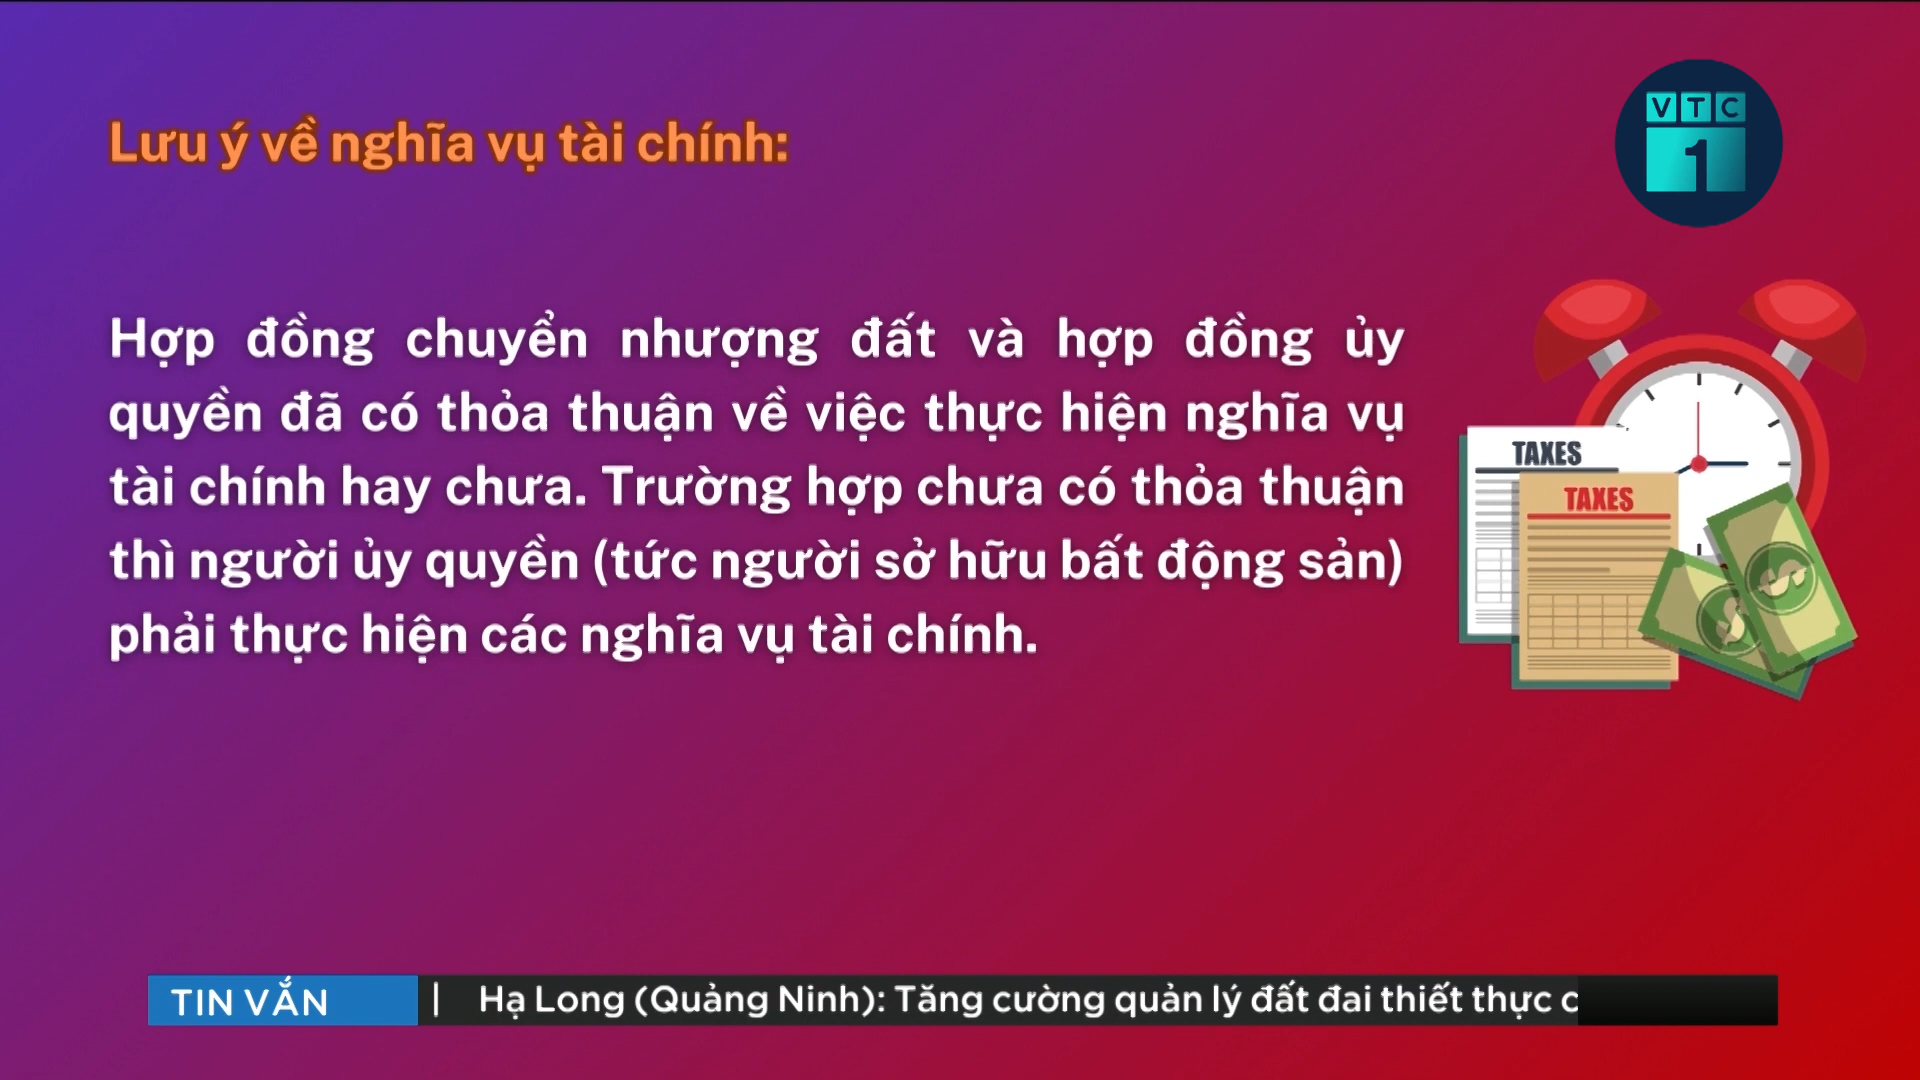 Lưu ý về nghĩa vụ tài chính:
VTC
1
Hợp đồng chuyển nhượng đất và hợp đồng ủy
quyền đã có thỏa thuận về việc thực hiện nghĩa vụ
tài chính hay chưa. Trường hợp chưa có thỏa thuận
thì người ủy quyền (tức người sở hữu bất động sản)
phải thực hiện các nghĩa vụ tài chính.
TAXES
TAXES
TIN VẮN | Hạ Long (Quảng Ninh): Tăng cường quản lý đất đai thiết thực c